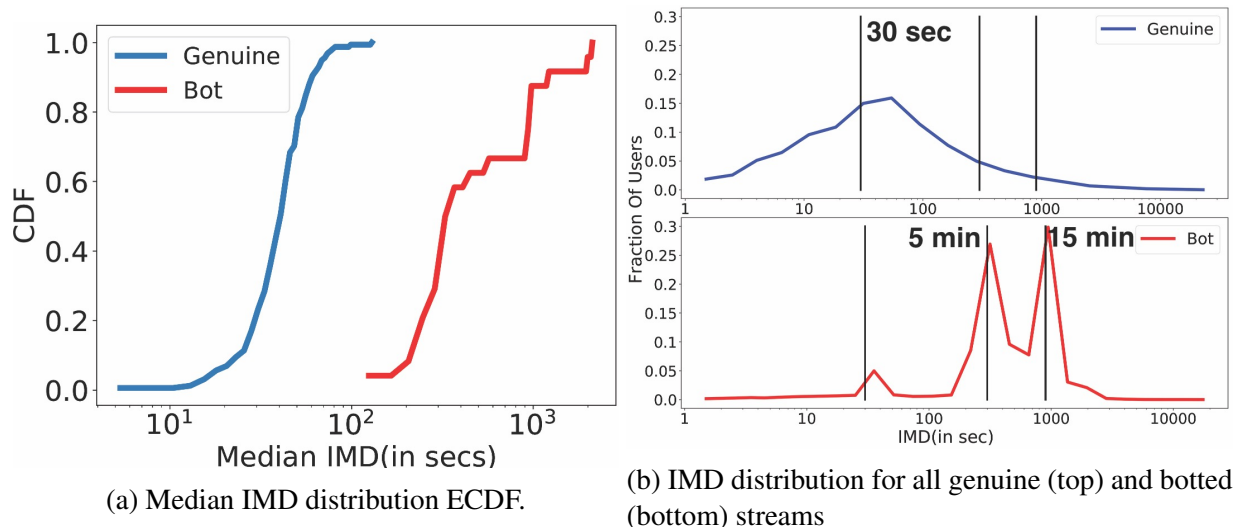 1.0
0.8
0.6
0.4
0.2
0.0
CDF
Genuine
Bot
10^1
10^2
10^3
Median IMD(in secs)
(a) Median IMD distribution ECDF.
0.3
0.25
0.2
0.15
0.1
0.05
0.0
30 sec
Genuine
1
10
100
1000
10000
Fraction Of Users
0.3
0.25
0.2
0.15
0.1
0.05
0.0
5 min
15 min
Bot
1
10
100
1000
10000
IMD(in sec)
(b) IMD distribution for all genuine (top) and botted
(bottom) streams